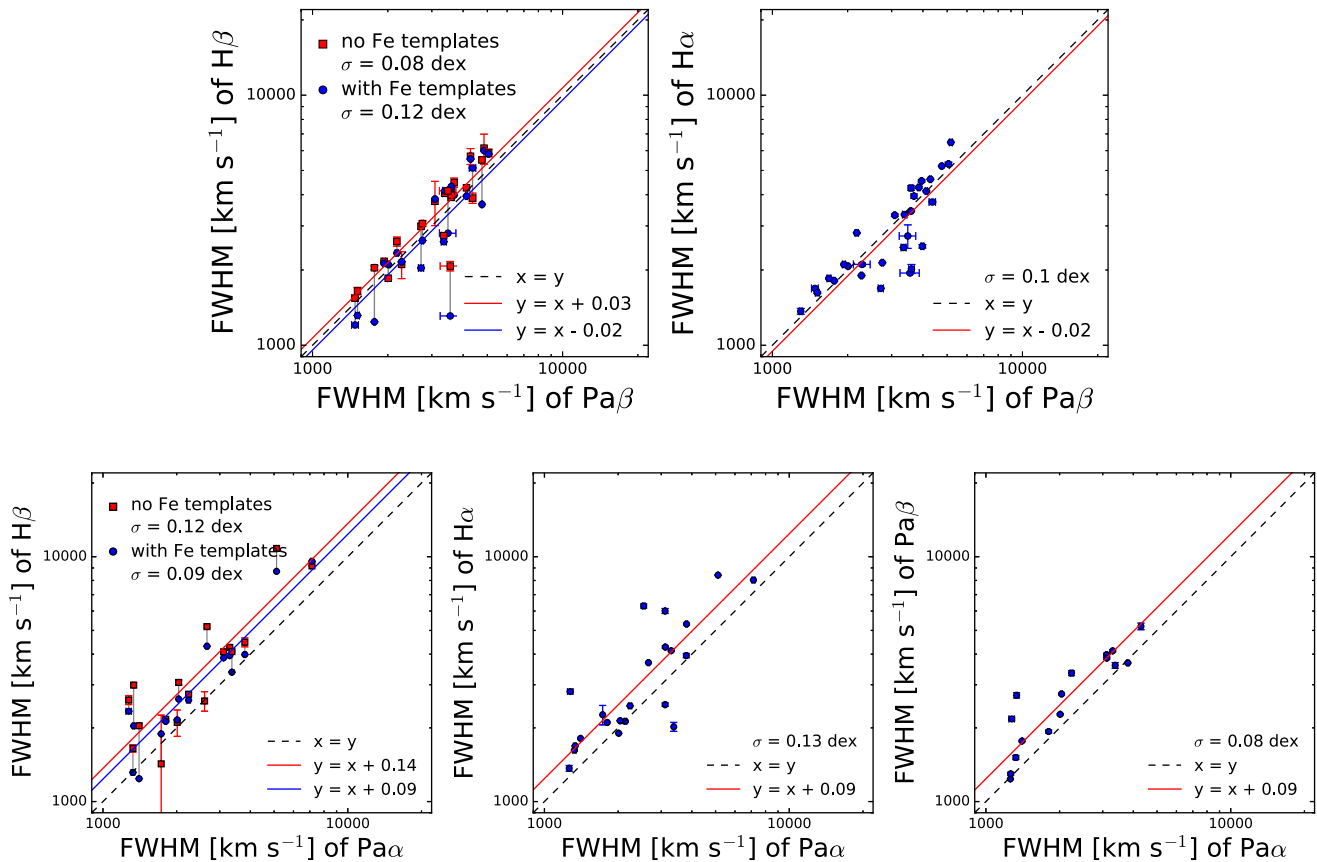 no Fe templates
σ = 0.08 dex
with Fe templates
σ = 0.12 dex
x = y
y = x + 0.03
y = x - 0.02
10000
1000
1000
10000
FWHM [km s⁻¹] of Hβ
FWHM [km s⁻¹] of Paβ
σ = 0.1 dex
x = y
y = x - 0.02
10000
1000
1000
10000
FWHM [km s⁻¹] of Hα
FWHM [km s⁻¹] of Paβ
no Fe templates
σ = 0.12 dex
with Fe templates
σ = 0.09 dex
x = y
y = x + 0.14
y = x + 0.09
10000
1000
1000
10000
FWHM [km s⁻¹] of Hβ
FWHM [km s⁻¹] of Paα
σ = 0.13 dex
x = y
y = x + 0.09
10000
1000
1000
10000
FWHM [km s⁻¹] of Hα
FWHM [km s⁻¹] of Paα
σ = 0.08 dex
x = y
y = x + 0.09
10000
1000
1000
10000
FWHM [km s⁻¹] of Paβ
FWHM [km s⁻¹] of Paα